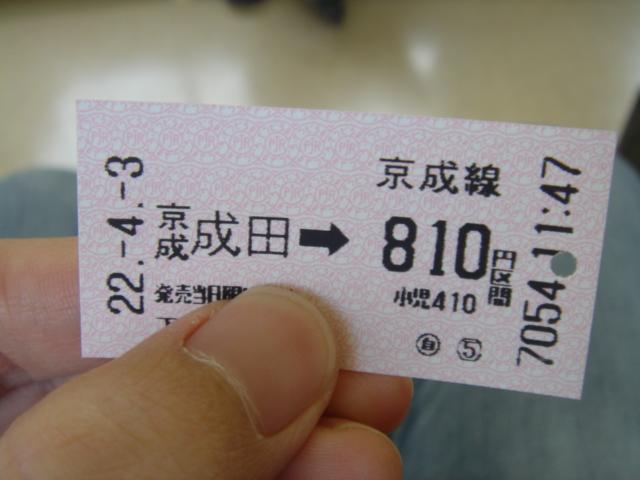 22.-4.-3
京成線
京成成田➡810円区間
発売当日限
小児410
自 5
7054 11:47